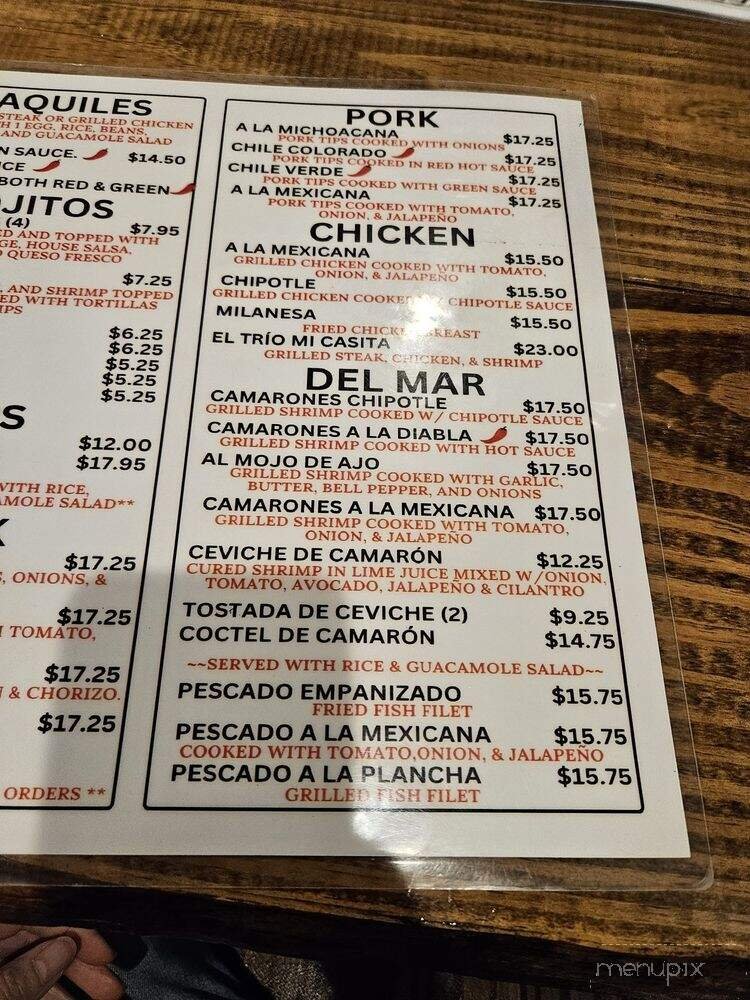 AQUILES
STEAK OR GRILLED CHICKEN
H 1 EGG, RICE, BEANS,
AND GUACAMOLE SALAD
N SAUCE. $14.50
ICE
BOTH RED & GREEN
OJITOS
(4) $7.95
ED AND TOPPED WITH
GE, HOUSE SALSA,
QUESO FRESCO
$7.25
, AND SHRIMP TOPPED
ED WITH TORTILLAS
IPS
$6.25
$6.25
$5.25
$5.25
$5.25
S
$12.00
$17.95
WITH RICE,
AMOLE SALAD**
K
$17.25
S, ONIONS, &
$17.25
TOMATO,
$17.25
N & CHORIZO.
$17.25
ORDERS **
PORK
A LA MICHOACANA $17.25
PORK TIPS COOKED WITH ONIONS
CHILE COLORADO $17.25
PORK TIPS COOKED IN RED HOT SAUCE
CHILE VERDE $17.25
PORK TIPS COOKED WITH GREEN SAUCE
A LA MEXICANA $17.25
PORK TIPS COOKED WITH TOMATO,
ONION, & JALAPEÑO
CHICKEN
A LA MEXICANA $15.50
GRILLED CHICKEN COOKED WITH TOMATO,
ONION, & JALAPEÑO
CHIPOTLE $15.50
GRILLED CHICKEN COOKED W/ CHIPOTLE SAUCE
MILANESA $15.50
FRIED CHICKEN BREAST
EL TRÍO MI CASITA $23.00
GRILLED STEAK, CHICKEN, & SHRIMP
DEL MAR
CAMARONES CHIPOTLE $17.50
GRILLED SHRIMP COOKED W/ CHIPOTLE SAUCE
CAMARONES A LA DIABLA $17.50
GRILLED SHRIMP COOKED WITH HOT SAUCE
AL MOJO DE AJO $17.50
GRILLED SHRIMP COOKED WITH GARLIC,
BUTTER, BELL PEPPER, AND ONIONS
CAMARONES A LA MEXICANA $17.50
GRILLED SHRIMP COOKED WITH TOMATO,
ONION, & JALAPEÑO
CEVICHE DE CAMARÓN $12.25
CURED SHRIMP IN LIME JUICE MIXED W/ONION,
TOMATO, AVOCADO, JALAPEÑO & CILANTRO
TOSTADA DE CEVICHE (2) $9.25
COCTEL DE CAMARÓN $14.75
~~SERVED WITH RICE & GUACAMOLE SALAD~~
PESCADO EMPANIZADO $15.75
FRIED FISH FILET
PESCADO A LA MEXICANA $15.75
COOKED WITH TOMATO,ONION, & JALAPEÑO
PESCADO A LA PLANCHA $15.75
GRILLED FISH FILET
menupix